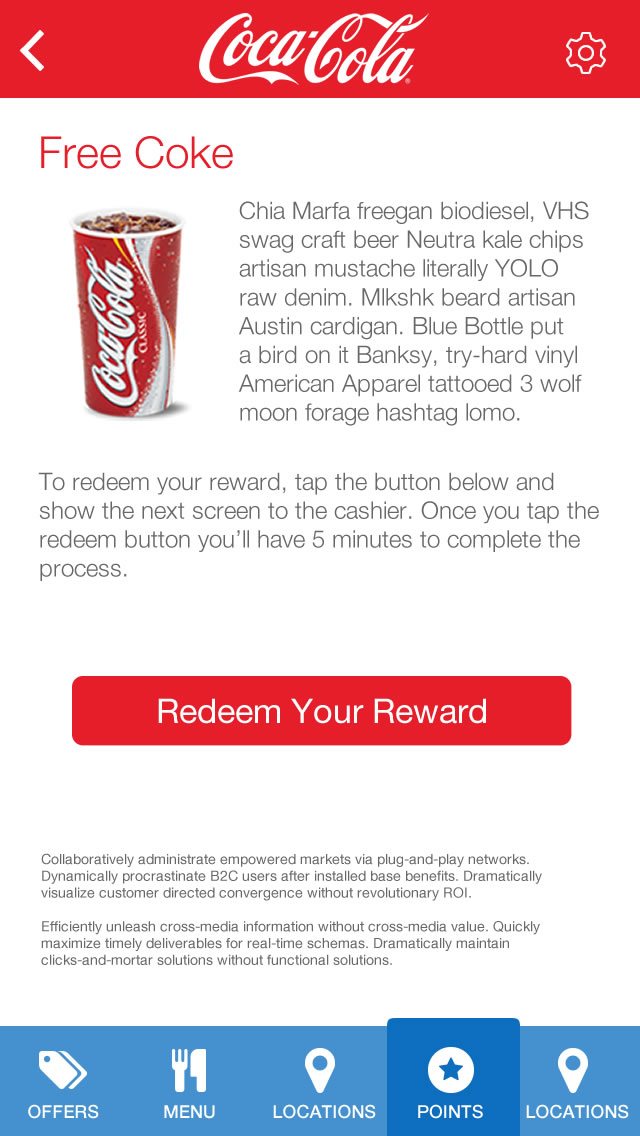 Coca-Cola
Free Coke
Coca-Cola
CLASSIC
Chia Marfa freegan biodiesel, VHS
swag craft beer Neutra kale chips
artisan mustache literally YOLO
raw denim. Mlkshk beard artisan
Austin cardigan. Blue Bottle put
a bird on it Banksy, try-hard vinyl
American Apparel tattooed 3 wolf
moon forage hashtag lomo.
To redeem your reward, tap the button below and
show the next screen to the cashier. Once you tap the
redeem button you’ll have 5 minutes to complete the
process.
Redeem Your Reward
Collaboratively administrate empowered markets via plug-and-play networks.
Dynamically procrastinate B2C users after installed base benefits. Dramatically
visualize customer directed convergence without revolutionary ROI.
Efficiently unleash cross-media information without cross-media value. Quickly
maximize timely deliverables for real-time schemas. Dramatically maintain
clicks-and-mortar solutions without functional solutions.
OFFERS MENU LOCATIONS POINTS LOCATIONS